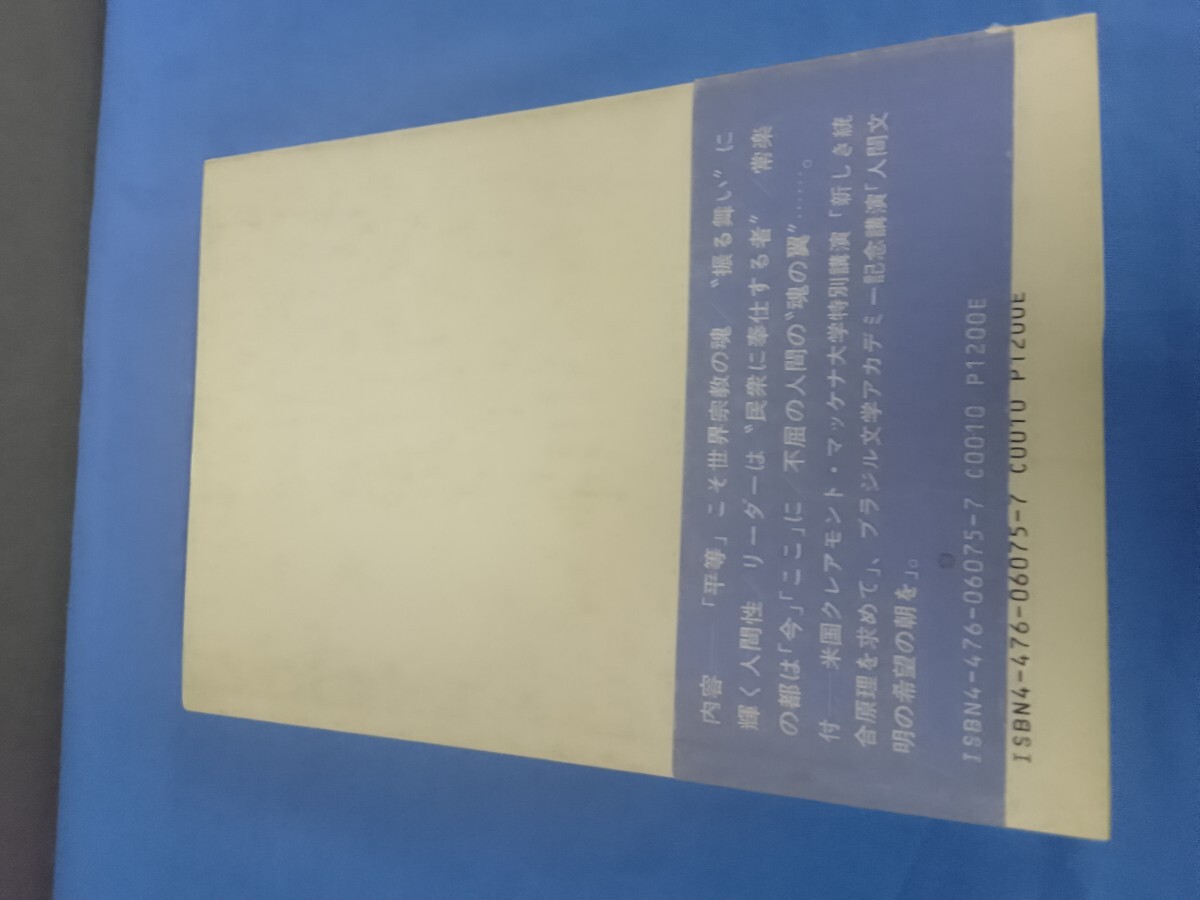 内容――「平等」こそ世界宗教の魂／〝振る舞い〟に
輝く人間性／リーダーは〝民衆に奉仕する者〟／常楽
の都は「今」「ここ」に／不屈の人間の〝魂の翼〟……。
付――米国クレアモント・マッケナ大学特別講演「新しき統
合原理を求めて」、ブラジル文学アカデミー記念講演「人間文
明の希望の朝を」。
ISBN4-476-06075-7 C0010 P1200E
ISBN4-476-06075-7 C0010 P1200E